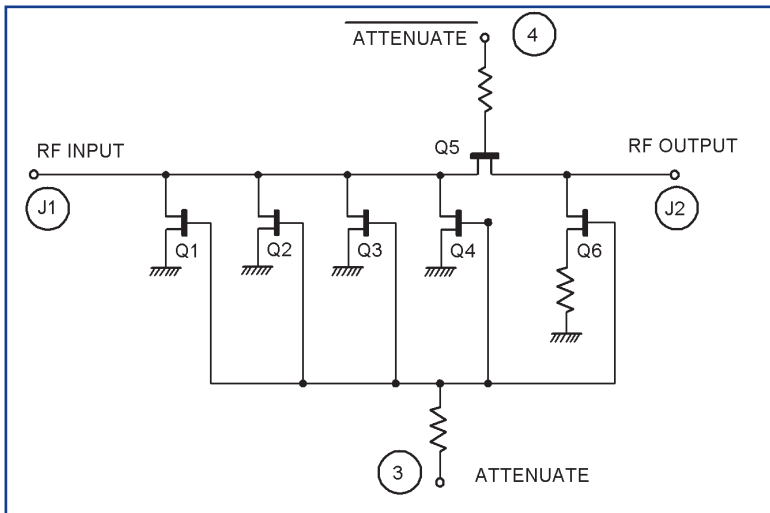 ATTENUATE
4
Q5
RF INPUT
RF OUTPUT
J1
J2
Q1
Q2
Q3
Q4
Q6
3
ATTENUATE